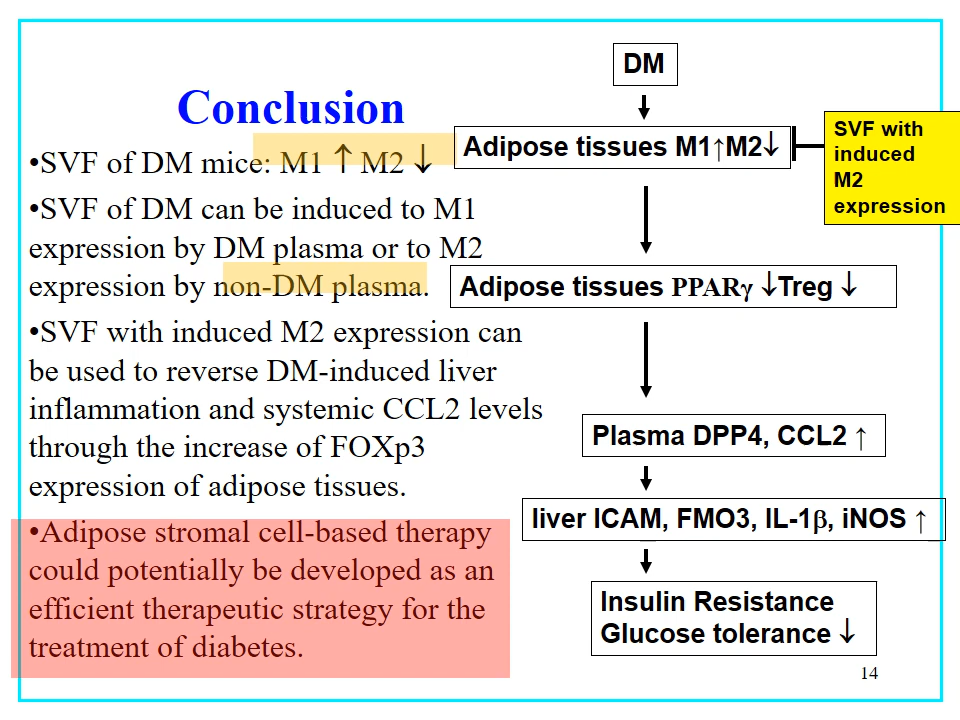 Conclusion
•SVF of DM mice: M1 ↑ M2 ↓
•SVF of DM can be induced to M1
expression by DM plasma or to M2
expression by non-DM plasma.
•SVF with induced M2 expression can
be used to reverse DM-induced liver
inflammation and systemic CCL2 levels
through the increase of FOXp3
expression of adipose tissues.
•Adipose stromal cell-based therapy
could potentially be developed as an
efficient therapeutic strategy for the
treatment of diabetes.
DM
Adipose tissues M1↑M2↓
SVF with
induced
M2
expression
Adipose tissues PPARγ ↓Treg ↓
Plasma DPP4, CCL2 ↑
liver ICAM, FMO3, IL-1β, iNOS ↑
Insulin Resistance
Glucose tolerance ↓
14